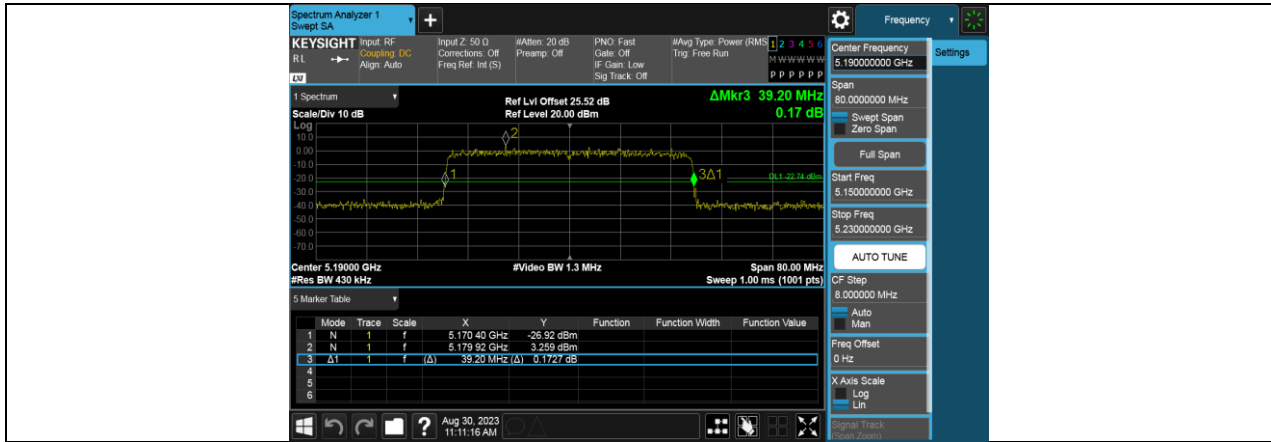 Spectrum Analyzer 1
Swept SA
+
Frequency
KEYSIGHT
RL
LXI
Input: RF
Coupling: DC
Align: Auto
Input Z: 50 Ω
Corrections: Off
Freq Ref: Int (S)
#Atten: 20 dB
Preamp: Off
PNO: Fast
Gate: Off
IF Gain: Low
Sig Track: Off
#Avg Type: Power (RMS
Trig: Free Run
1 2 3 4 5 6
M W W W W W
P P P P P P
1 Spectrum
Scale/Div 10 dB
Ref Lvl Offset 25.52 dB
Ref Level 20.00 dBm
ΔMkr3 39.20 MHz
0.17 dB
Log
10.0
0.00
-10.0
-20.0
-30.0
-40.0
-50.0
-60.0
-70.0
2
1
3Δ1
DL1 -22.74 dBm
Center 5.19000 GHz
#Res BW 430 kHz
#Video BW 1.3 MHz
Span 80.00 MHz
Sweep 1.00 ms (1001 pts)
5 Marker Table
Mode Trace Scale X Y Function Function Width Function Value
1 N 1 f 5.170 40 GHz -26.92 dBm
2 N 1 f 5.179 92 GHz 3.259 dBm
3 Δ1 1 f (Δ) 39.20 MHz (Δ) 0.1727 dB
4
5
6
?
Aug 30, 2023
11:11:16 AM
Center Frequency
5.190000000 GHz
Settings
Span
80.0000000 MHz
Swept Span
Zero Span
Full Span
Start Freq
5.150000000 GHz
Stop Freq
5.230000000 GHz
AUTO TUNE
CF Step
8.000000 MHz
Auto
Man
Freq Offset
0 Hz
X Axis Scale
Log
Lin
Signal Track
(Span Zoom)